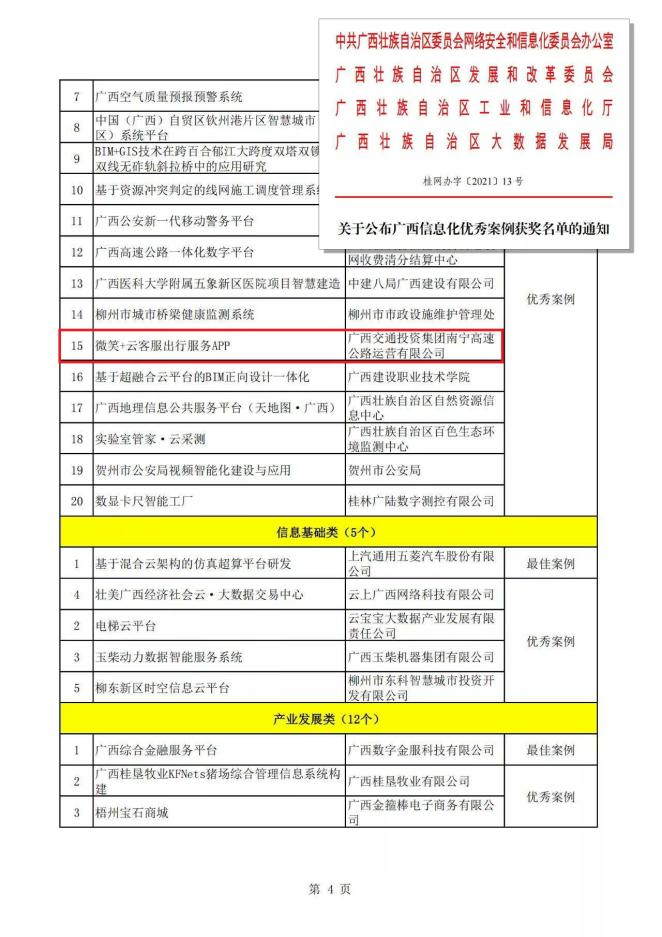 中共广西壮族自治区委员会网络安全和信息化委员会办公室
广西壮族自治区发展和改革委员会
广西壮族自治区工业和信息化厅
广西壮族自治区大数据发展局
桂网办字〔2021〕13号
关于公布广西信息化优秀案例获奖名单的通知
7 广西空气质量预报预警系统
8 中国（广西）自贸区钦州港片区智慧城市（
区）系统平台
9 BIM+GIS技术在跨百合郁江大跨度双塔双
双线无砟轨斜拉桥中的应用研究
10 基于资源冲突判定的线网施工调度管理系
11 广西公安新一代移动警务平台
12 广西高速公路一体化数字平台
网收费清分结算中心
13 广西医科大学附属五象新区医院项目智慧建造 中建八局广西建设有限公司
优秀案例
14 柳州市城市桥梁健康监测系统 柳州市市政设施维护管理处
15 微笑+云客服出行服务APP 广西交通投资集团南宁高速
公路运营有限公司
16 基于超融合云平台的BIM正向设计一体化 广西建设职业技术学院
17 广西地理信息公共服务平台（天地图·广西） 广西壮族自治区自然资源信
息中心
18 实验室管家·云采测 广西壮族自治区百色生态环
境监测中心
19 贺州市公安局视频智能化建设与应用 贺州市公安局
20 数显卡尺智能工厂 桂林广陆数字测控有限公司
信息基础类（5个）
1 基于混合云架构的仿真超算平台研发 上汽通用五菱汽车股份有限
公司 最佳案例
4 壮美广西经济社会云·大数据交易中心 云上广西网络科技有限公司
2 电梯云平台 云宝宝大数据产业发展有限
责任公司
优秀案例
3 玉柴动力数据智能服务系统 广西玉柴机器集团有限公司
5 柳东新区时空信息云平台 柳州市东科智慧城市投资开
发有限公司
产业发展类（12个）
1 广西综合金融服务平台 广西数字金服科技有限公司 最佳案例
2 广西桂垦牧业KFNets猪场综合管理信息系统构
建 广西桂垦牧业有限公司
优秀案例
3 梧州宝石商城 广西金箍棒电子商务有限公
司
第 4 页